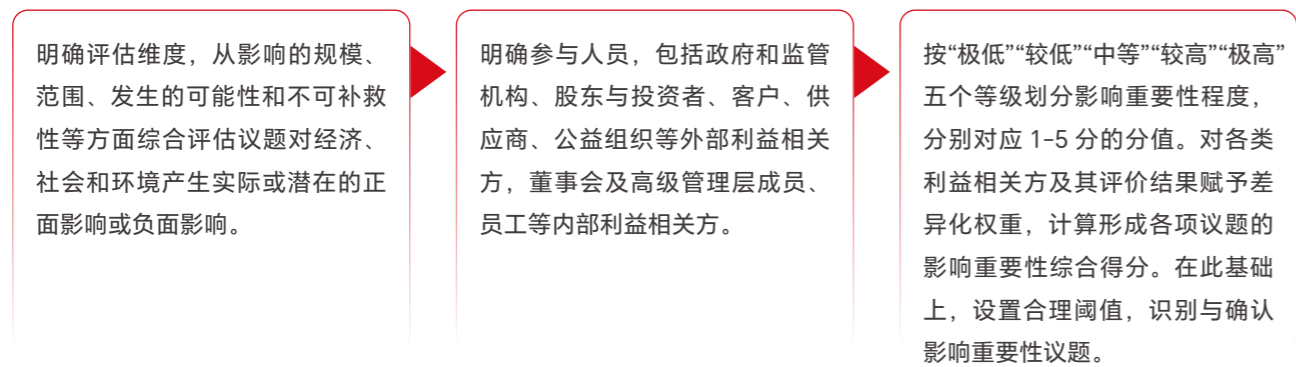 明确评估维度，从影响的规模、
范围、发生的可能性和不可补救
性等方面综合评估议题对经济、
社会和环境产生实际或潜在的正
面影响或负面影响。
明确参与人员，包括政府和监管
机构、股东与投资者、客户、供
应商、公益组织等外部利益相关
方，董事会及高级管理层成员、
员工等内部利益相关方。
按“极低”“较低”“中等”“较高”“极高”
五个等级划分影响重要性程度，
分别对应 1-5 分的分值。对各类
利益相关方及其评价结果赋予差
异化权重，计算形成各项议题的
影响重要性综合得分。在此基础
上，设置合理阈值，识别与确认
影响重要性议题。